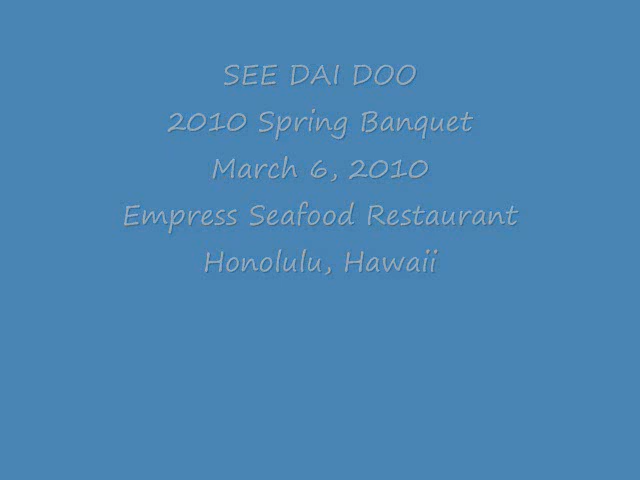 SEE DAI DOO
2010 Spring Banquet
March 6, 2010
Empress Seafood Restaurant
Honolulu, Hawaii